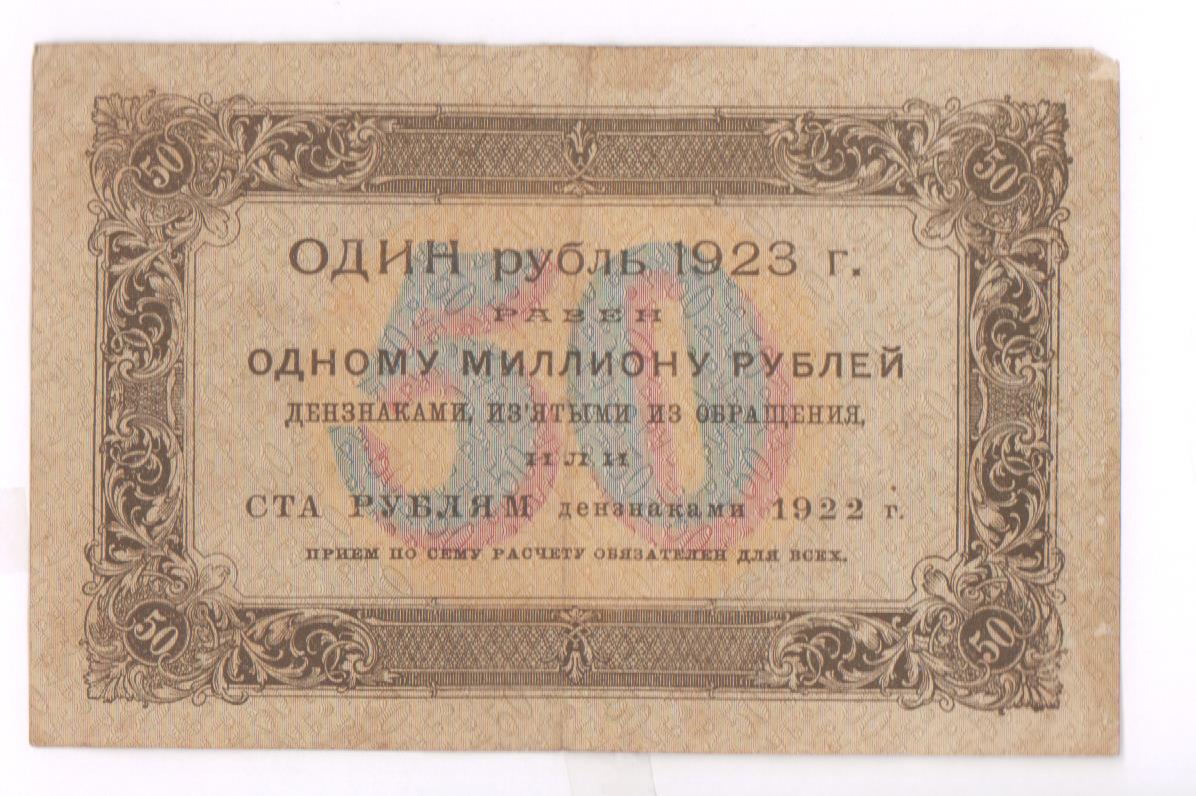 50 50
ОДИН рубль 1923 г.
РАВЕН
50
ОДНОМУ МИЛЛИОНУ РУБЛЕЙ
ДЕНЗНАКАМИ, ИЗ'ЯТЫМИ ИЗ ОБРАЩЕНИЯ,
ИЛИ
СТА РУБЛЯМ дензнаками 1922 г.
ПРИЕМ ПО СЕМУ РАСЧЕТУ ОБЯЗАТЕЛЕН ДЛЯ ВСЕХ.
50 50